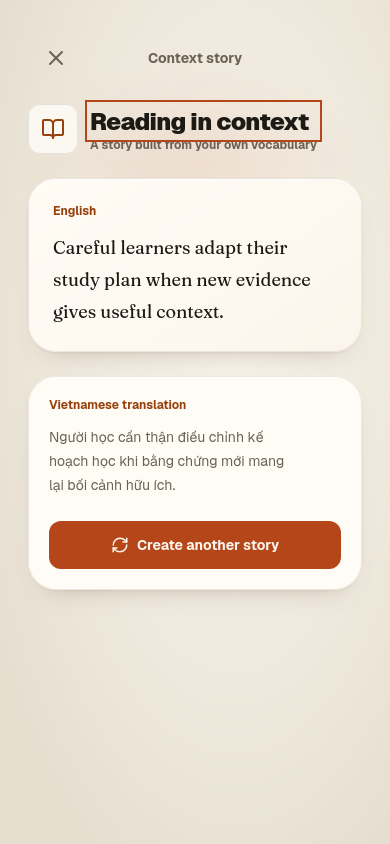 Context story
Reading in context
A story built from your own vocabulary
English
Careful learners adapt their
study plan when new evidence
gives useful context.
Vietnamese translation
Người học cẩn thận điều chỉnh kế
hoạch học khi bằng chứng mới mang
lại bối cảnh hữu ích.
Create another story